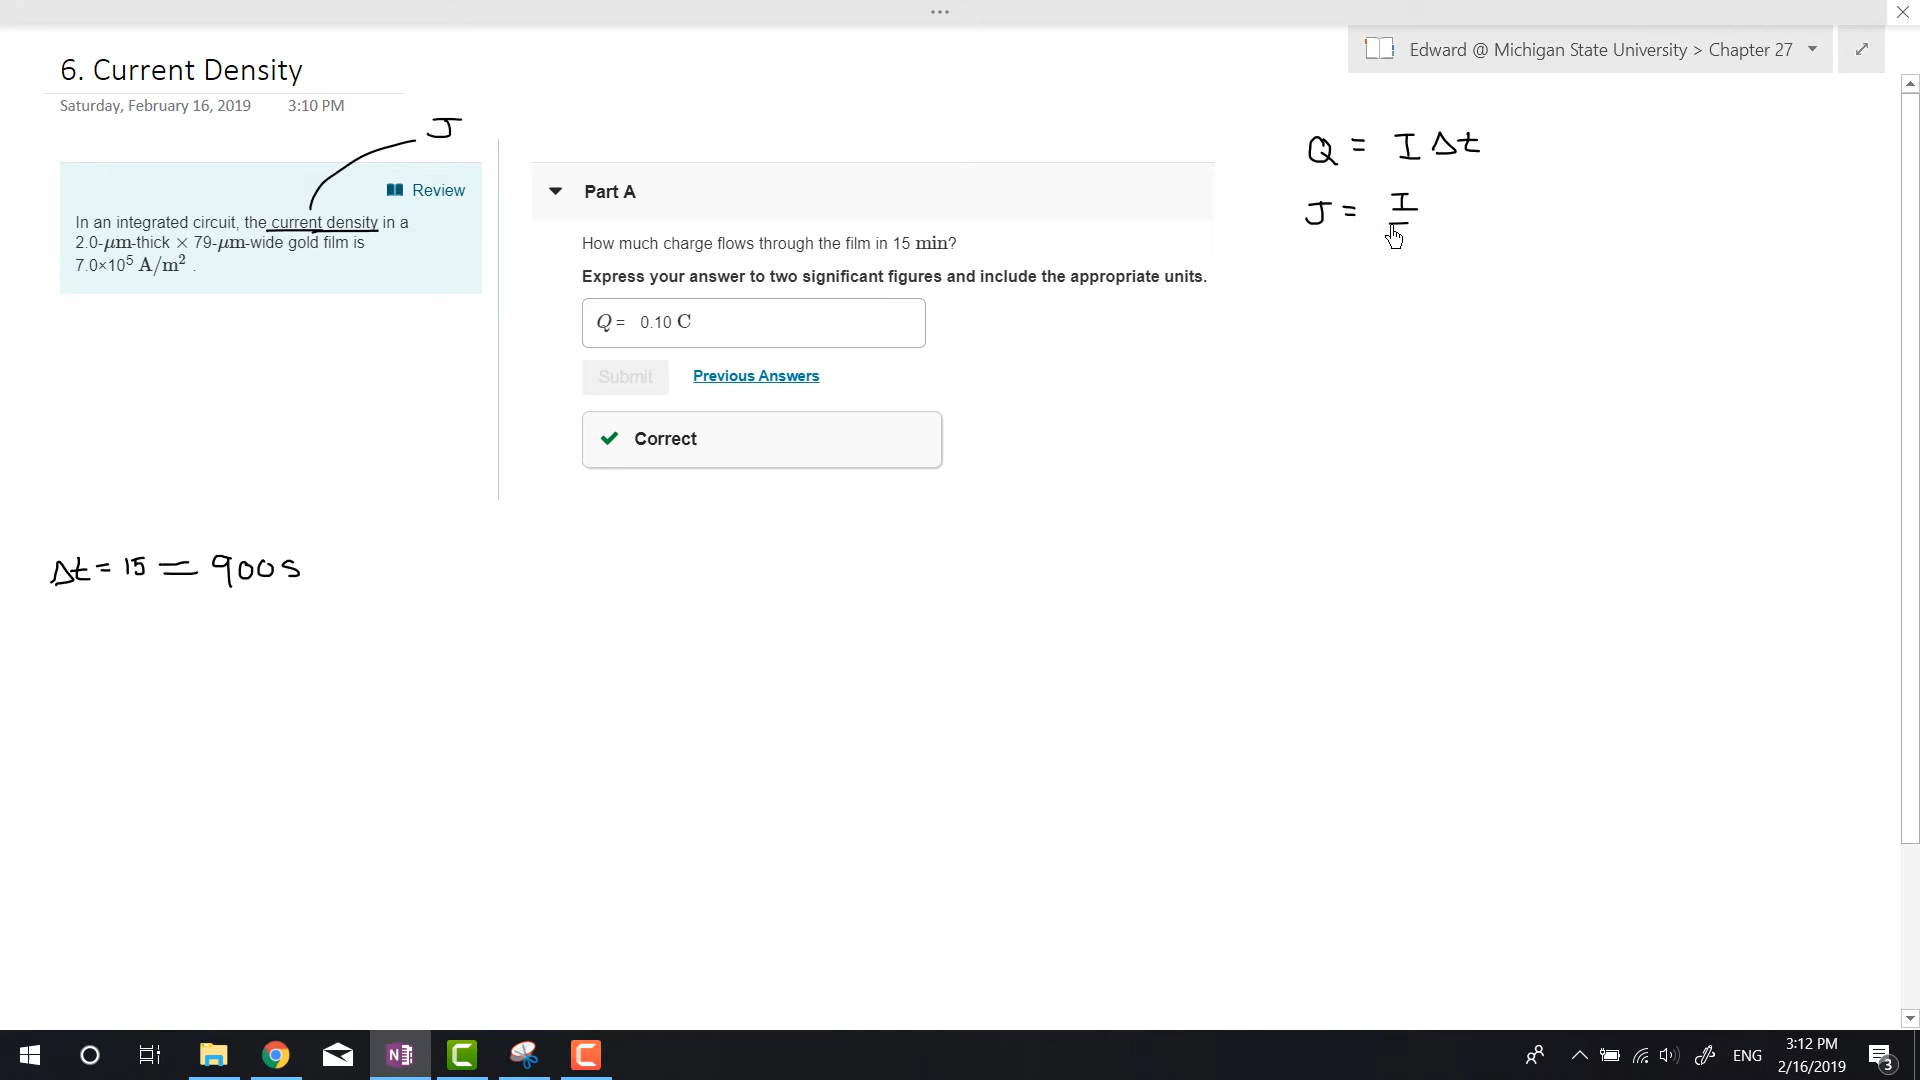 ...
Edward @ Michigan State University > Chapter 27
6. Current Density
Saturday, February 16, 2019 3:10 PM
J
Review
In an integrated circuit, the current density in a
2.0-μm-thick × 79-μm-wide gold film is
7.0×10⁵ A/m² .
Part A
How much charge flows through the film in 15 min?
Express your answer to two significant figures and include the appropriate units.
Q = 0.10 C
Submit Previous Answers
Correct
Q = I Δt
J = I
Δt = 15 = 900s
ENG
3:12 PM
2/16/2019
3